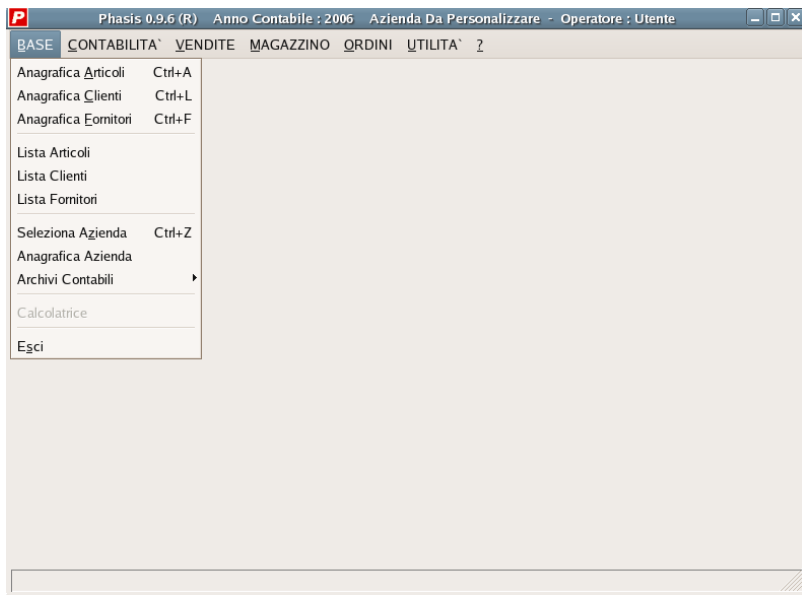 P Phasis 0.9.6 (R) Anno Contabile : 2006 Azienda Da Personalizzare - Operatore : Utente
BASE CONTABILITA` VENDITE MAGAZZINO ORDINI UTILITA` ?
Anagrafica Articoli Ctrl+A
Anagrafica Clienti Ctrl+L
Anagrafica Fornitori Ctrl+F
Lista Articoli
Lista Clienti
Lista Fornitori
Seleziona Azienda Ctrl+Z
Anagrafica Azienda
Archivi Contabili
Calcolatrice
Esci